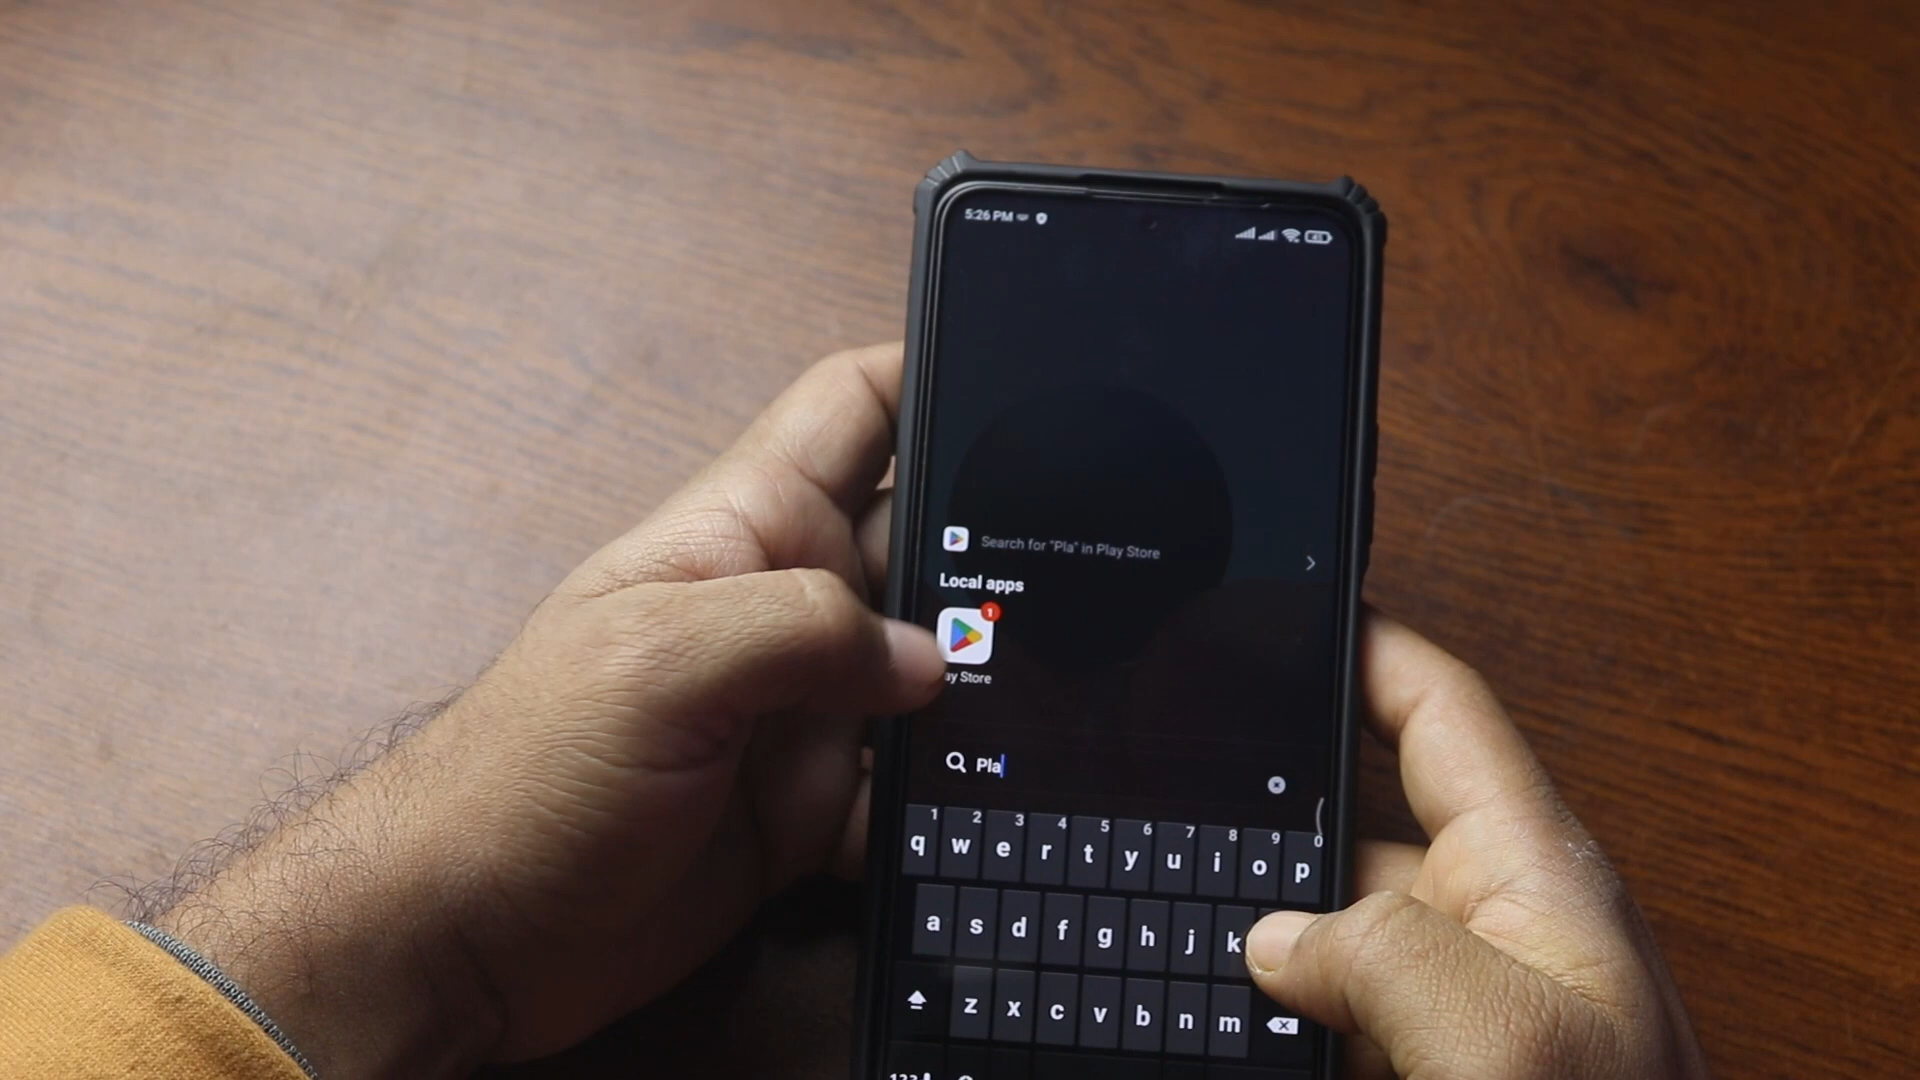 5:26 PM
Search for "Pla" in Play Store
Local apps
1
ay Store
Pla
1 2 3 4 5 6 7 8 9 0
q w e r t y u i o p
a s d f g h j k
z x c v b n m